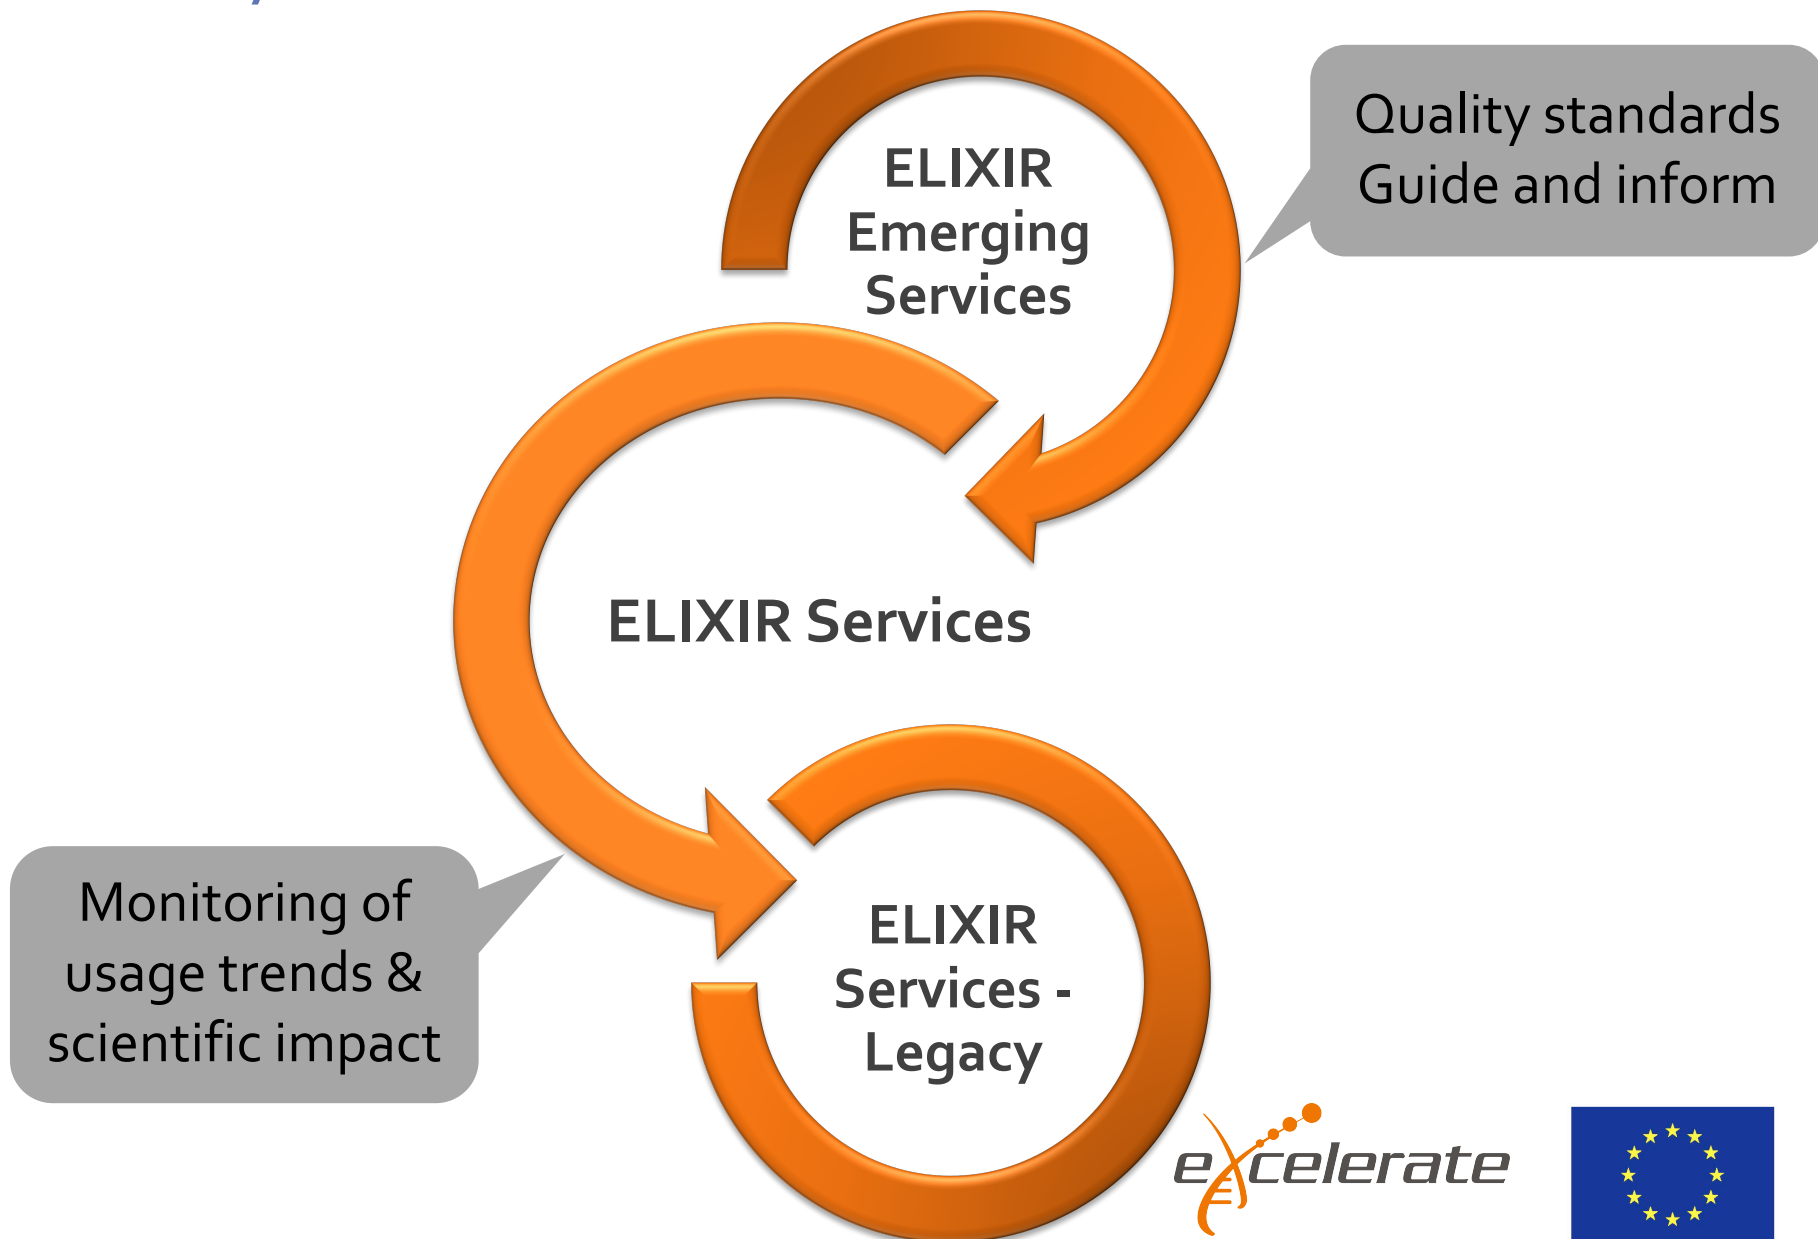 ELIXIR
Emerging
Services
Quality standards
Guide and inform
ELIXIR Services
Monitoring of
usage trends &
scientific impact
ELIXIR
Services -
Legacy
excelerate